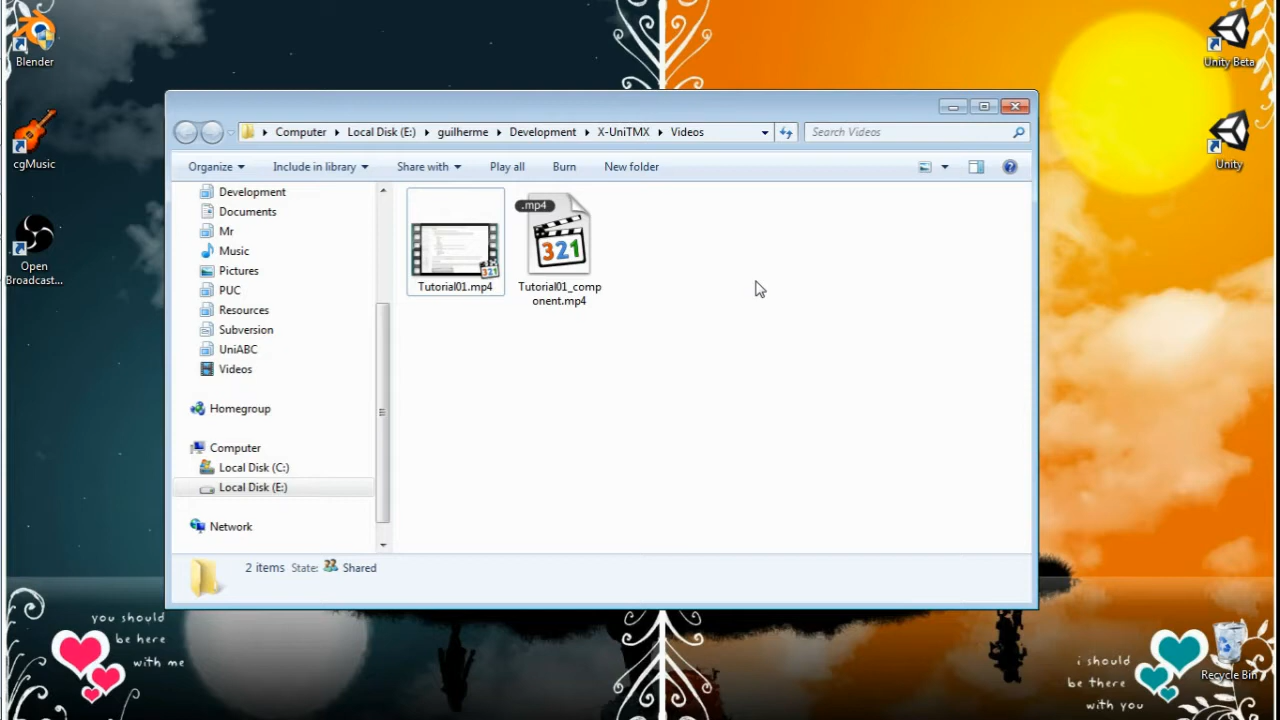 Blender
cgMusic
Open
Broadcast...
Unity Beta
Unity
Computer
Local Disk (E:)
guilherme
Development
X-UniTMX
Videos
Search Videos
Organize
Include in library
Share with
Play all
Burn
New folder
Development
Documents
Mr
Music
Pictures
PUC
Resources
Subversion
UniABC
Videos
Homegroup
Computer
Local Disk (C:)
Local Disk (E:)
Network
321
Tutorial01.mp4
.mp4
321
Tutorial01_comp
onent.mp4
2 items State: Shared
you should
be here
with me
i should
be there
with you
Recycle Bin